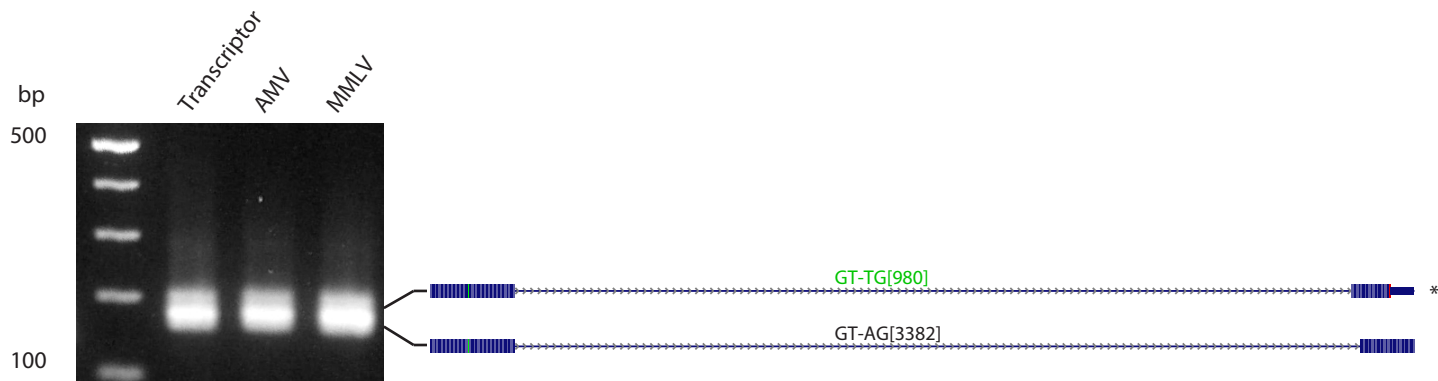 Transcriptor
AMV
MMLV
bp
500
100
GT-TG[980]
*
GT-AG[3382]